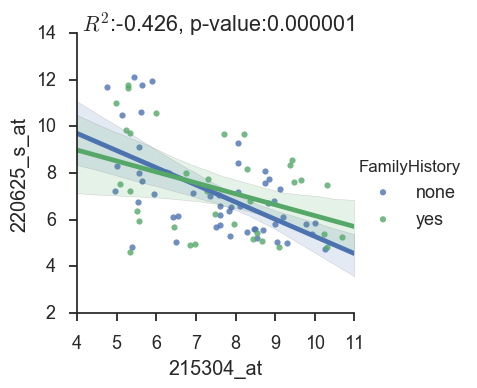 R²:-0.426, p-value:0.000001
14
12
10
8
6
4
2
220625_s_at
4 5 6 7 8 9 10 11
215304_at
FamilyHistory
none
yes